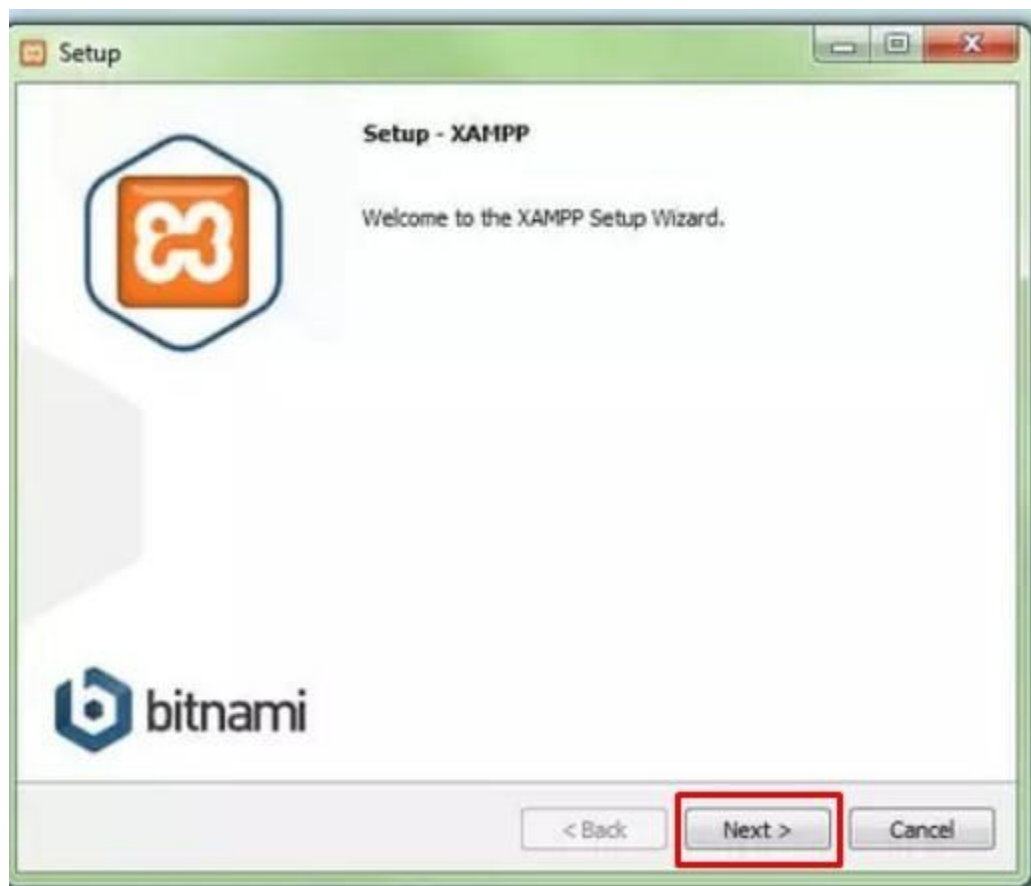 Setup
Setup - XAMPP
Welcome to the XAMPP Setup Wizard.
bitnami
< Back
Next >
Cancel